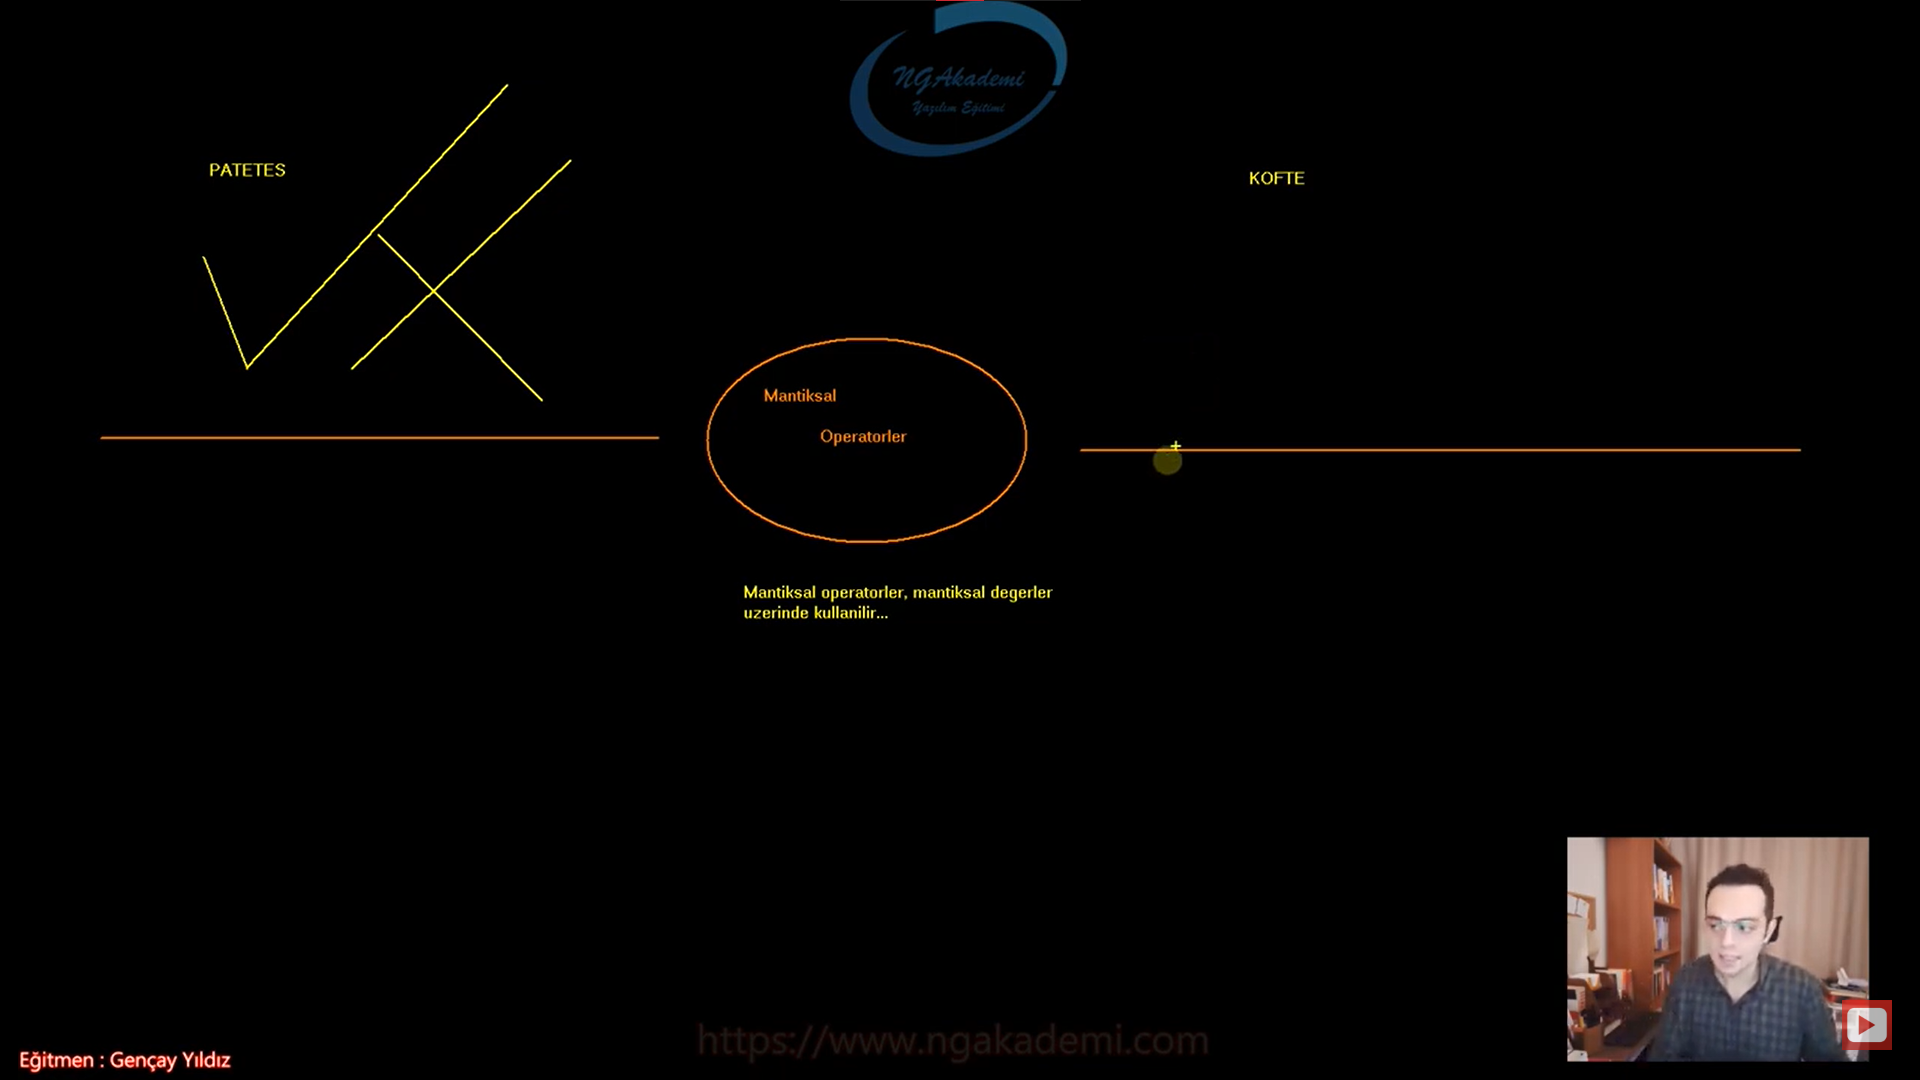 NGAkademi
Yazılım Eğitimi
PATETES
KOFTE
Mantiksal
Operatorler
Mantiksal operatorler, mantiksal degerler
uzerinde kullanilir...
https://www.ngakademi.com
Eğitmen : Gençay Yıldız